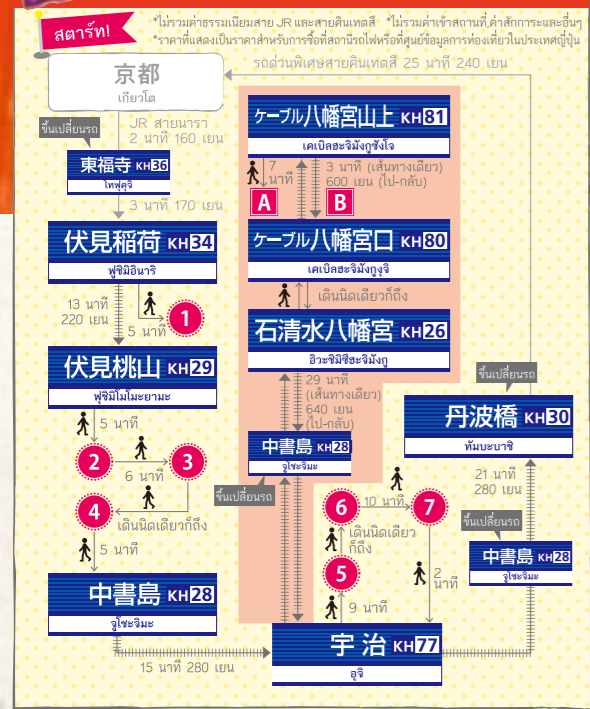 สตาร์ท!
*ไม่รวมค่าธรรมเนียมสาย JR และสายคินเทตสึ *ไม่รวมค่าเข้าสถานที่,ค่าสักการะและอื่นๆ
*ราคาที่แสดงเป็นราคาสำหรับการซื้อที่สถานีรถไฟหรือที่ศูนย์ข้อมูลการท่องเที่ยวในประเทศญี่ปุ่น
รถด่วนพิเศษสายคินเทตสึ 25 นาที 240 เยน
京都
เกียวโต
JR สายนารา
2 นาที 160 เยน
ขึ้นเปลี่ยนรถ
東福寺 KH36
โทฟุคุจิ
3 นาที 170 เยน
伏見稲荷 KH34
ฟูชิมิอินาริ
13 นาที
220 เยน
5 นาที
1
伏見桃山 KH29
ฟุชิมิโมโมะยามะ
5 นาที
2
6 นาที
3
4
เดินนิดเดียวก็ถึง
5 นาที
中書島 KH28
จูโชะจิมะ
15 นาที 280 เยน
ケーブル八幡宮山上 KH81
เคเบิลฮะจิมังกูซังโจ
7
นาที
3 นาที (เส้นทางเดียว)
600 เยน (ไป-กลับ)
A
B
ケーブル八幡宮口 KH80
เคเบิลฮะจิมังกูงุจิ
เดินนิดเดียวก็ถึง
石清水八幡宮 KH26
อิวะชิมิซึฮะจิมังกู
29 นาที
(เส้นทางเดียว)
640 เยน
(ไป-กลับ)
中書島 KH28
จูโชะจิมะ
ขึ้นเปลี่ยนรถ
6
10 นาที
7
เดินนิดเดียว
ก็ถึง
5
9 นาที
2
นาที
宇治 KH77
อุจิ
ขึ้นเปลี่ยนรถ
丹波橋 KH30
ทัมบะบาชิ
21 นาที
280 เยน
ขึ้นเปลี่ยนรถ
中書島 KH28
จูโชะจิมะ